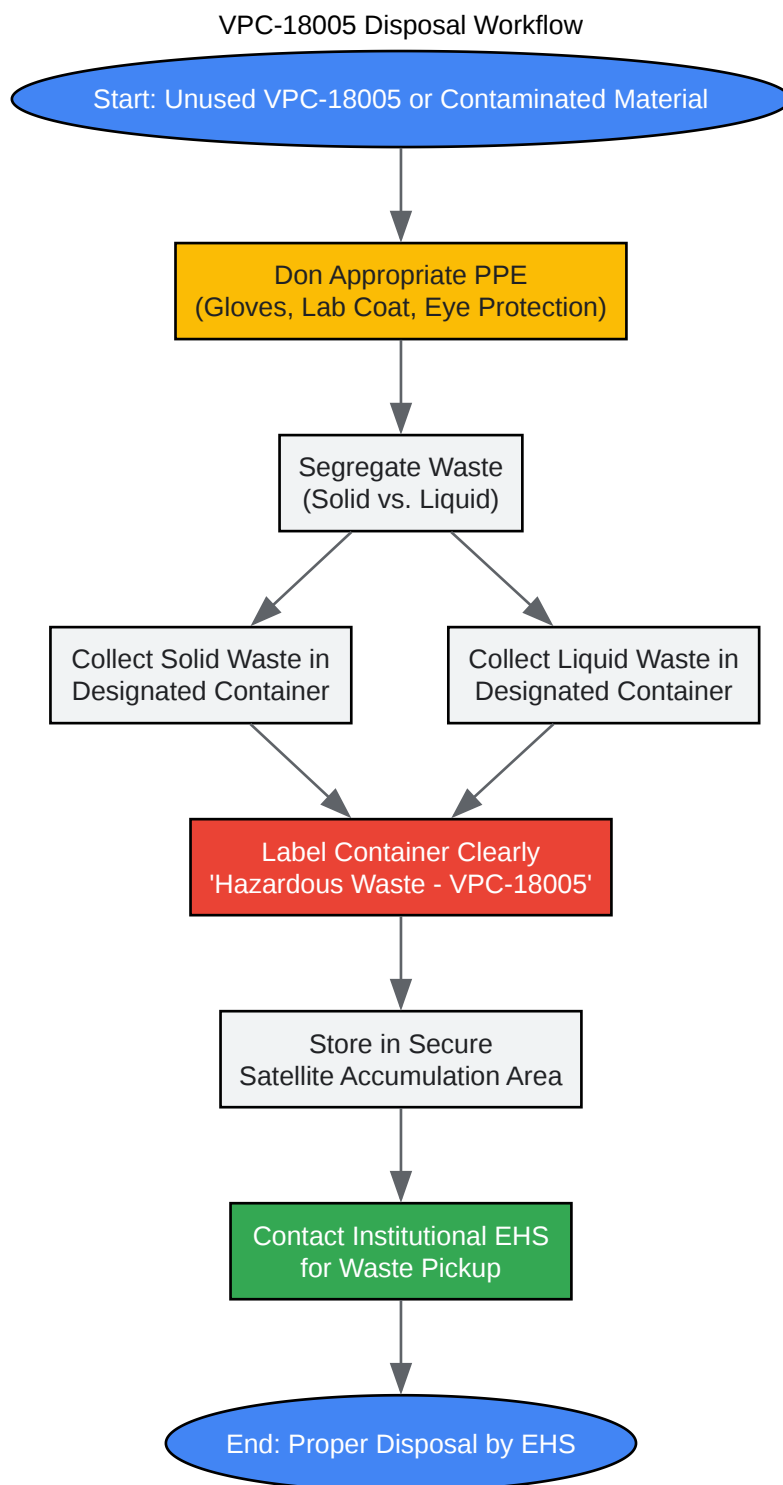 VPC-18005 Disposal Workflow
Start: Unused VPC-18005 or Contaminated Material
Don Appropriate PPE
(Gloves, Lab Coat, Eye Protection)
Segregate Waste
(Solid vs. Liquid)
Collect Solid Waste in
Designated Container
Collect Liquid Waste in
Designated Container
Label Container Clearly
'Hazardous Waste - VPC-18005'
Store in Secure
Satellite Accumulation Area
Contact Institutional EHS
for Waste Pickup
End: Proper Disposal by EHS